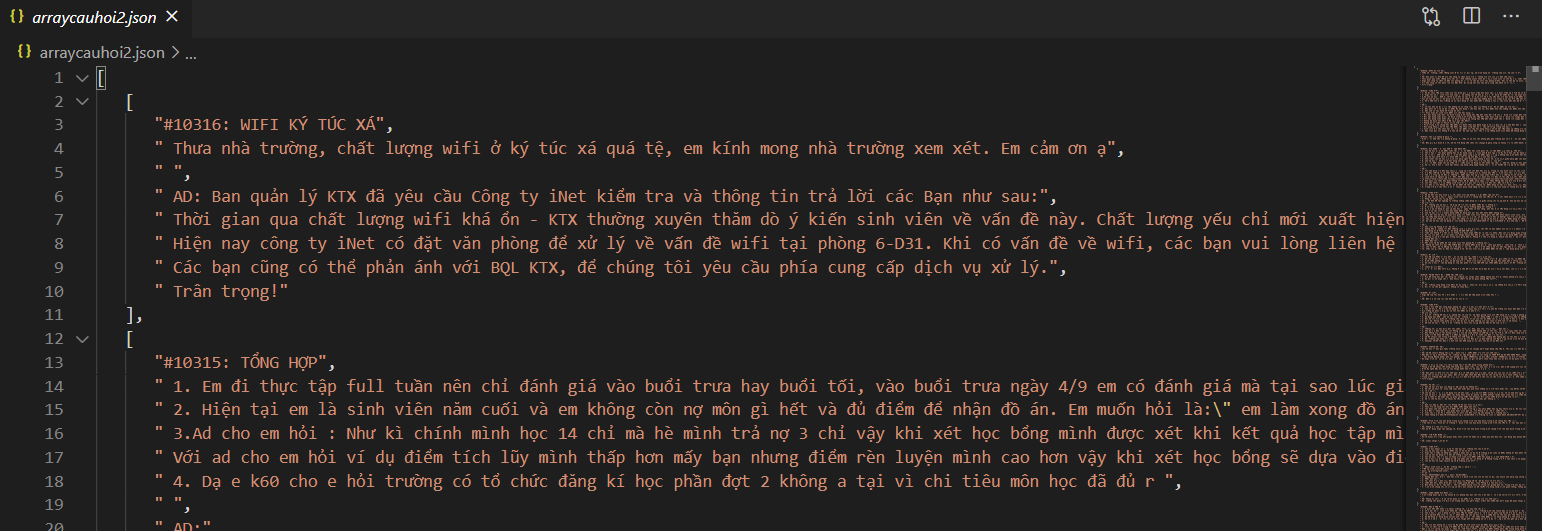 {} arraycauhoi2.json ×
{} arraycauhoi2.json > ...
1 [
2 [
3 "#10316: WIFI KÝ TÚC XÁ",
4 " Thưa nhà trường, chất lượng wifi ở ký túc xá quá tệ, em kính mong nhà trường xem xét. Em cảm ơn ạ",
5 " ",
6 " AD: Ban quản lý KTX đã yêu cầu Công ty iNet kiểm tra và thông tin trả lời các Bạn như sau:",
7 " Thời gian qua chất lượng wifi khá ổn - KTX thường xuyên thăm dò ý kiến sinh viên về vấn đề này. Chất lượng yếu chỉ mới xuất hiện
8 " Hiện nay công ty iNet có đặt văn phòng để xử lý về vấn đề wifi tại phòng 6-D31. Khi có vấn đề về wifi, các bạn vui lòng liên hệ
9 " Các bạn cũng có thể phản ánh với BQL KTX, để chúng tôi yêu cầu phía cung cấp dịch vụ xử lý.",
10 " Trân trọng!"
11 ],
12 [
13 "#10315: TỔNG HỢP",
14 " 1. Em đi thực tập full tuần nên chỉ đánh giá vào buổi trưa hay buổi tối, vào buổi trưa ngày 4/9 em có đánh giá mà tại sao lúc gi
15 " 2. Hiện tại em là sinh viên năm cuối và em không còn nợ môn gì hết và đủ điểm để nhận đồ án. Em muốn hỏi là:\" em làm xong đồ án
16 " 3.Ad cho em hỏi : Như kì chính mình học 14 chỉ mà hè mình trả nợ 3 chỉ vậy khi xét học bổng mình được xét khi kết quả học tập mì
17 " Với ad cho em hỏi ví dụ điểm tích lũy mình thấp hơn mấy bạn nhưng điểm rèn luyện mình cao hơn vậy khi xét học bổng sẽ dựa vào đi
18 " 4. Dạ e k60 cho e hỏi trường có tổ chức đăng kí học phần đợt 2 không a tại vì chi tiêu môn học đã đủ r ",
19 " ",
20 " AD:"